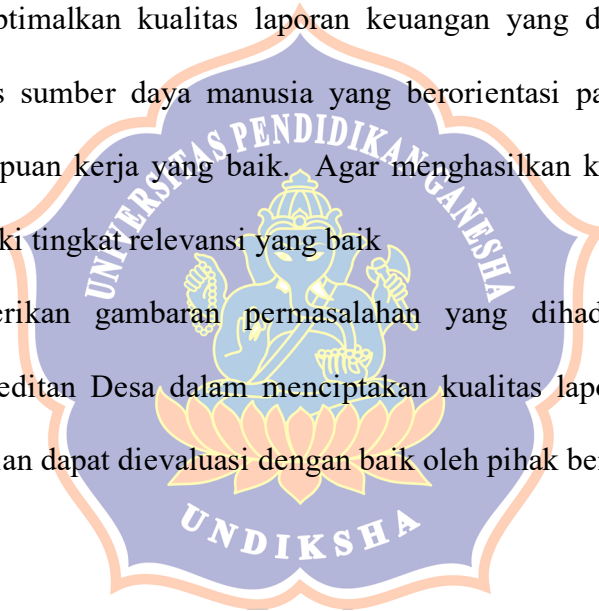 ptimalkan kualitas laporan keuangan yang d
s sumber daya manusia yang berorientasi pa
puan kerja yang baik. Agar menghasilkan k
ki tingkat relevansi yang baik
erikan gambaran permasalahan yang dihad
editan Desa dalam menciptakan kualitas lapo
an dapat dievaluasi dengan baik oleh pihak be
UNIVERSITAS PENDIDIKAN GANESHA
UNDIKSHA